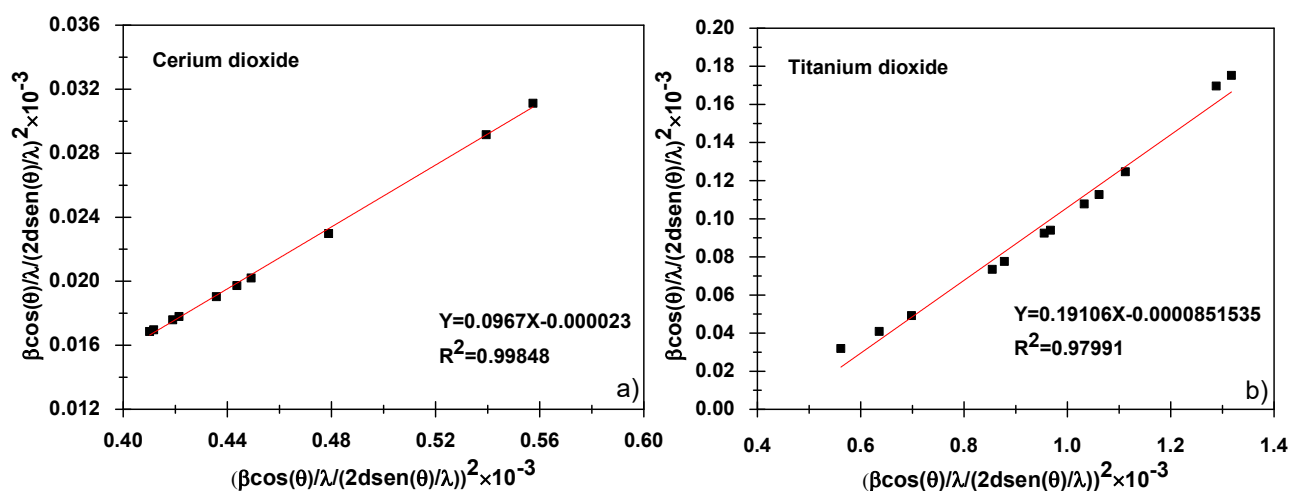 βcos(θ)/λ/(2dsen(θ)/λ)²×10⁻³
0.036
0.032
0.028
0.024
0.020
0.016
0.012
Cerium dioxide
Y=0.0967X-0.000023
R²=0.99848
a)
0.40 0.44 0.48 0.52 0.56 0.60
(βcos(θ)/λ/(2dsen(θ)/λ))²×10⁻³
βcos(θ)/λ/(2dsen(θ)/λ)²×10⁻³
0.20
0.18
0.16
0.14
0.12
0.10
0.08
0.06
0.04
0.02
0.00
Titanium dioxide
Y=0.19106X-0.0000851535
R²=0.97991
b)
0.4 0.6 0.8 1.0 1.2 1.4
(βcos(θ)/λ/(2dsen(θ)/λ))²×10⁻³